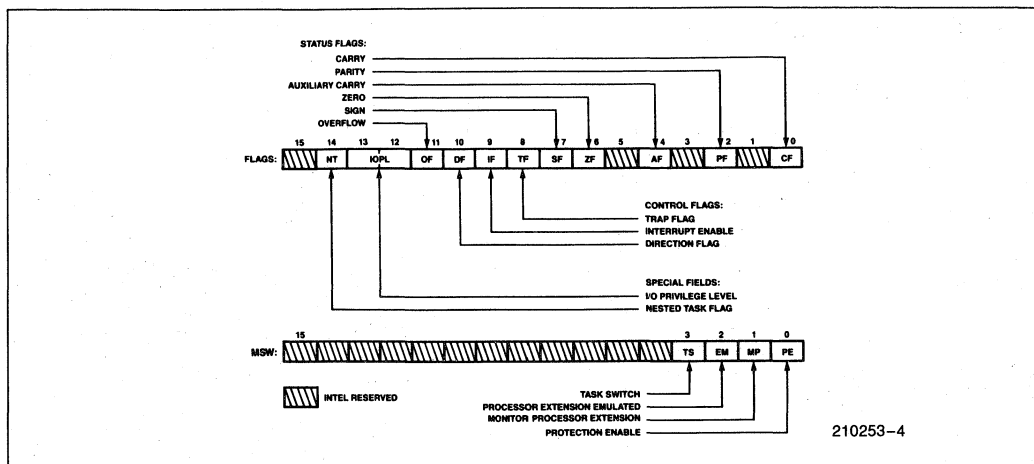 STATUS FLAGS:
CARRY
PARITY
AUXILIARY CARRY
ZERO
SIGN
OVERFLOW
15 14 13 12 11 10 9 8 7 6 5 4 3 2 1 0
FLAGS: NT IOPL OF DF IF TF SF ZF AF PF CF
CONTROL FLAGS:
TRAP FLAG
INTERRUPT ENABLE
DIRECTION FLAG
SPECIAL FIELDS:
I/O PRIVILEGE LEVEL
NESTED TASK FLAG
15 3 2 1 0
MSW: TS EM MP PE
INTEL RESERVED
TASK SWITCH
PROCESSOR EXTENSION EMULATED
MONITOR PROCESSOR EXTENSION
PROTECTION ENABLE
210253–4